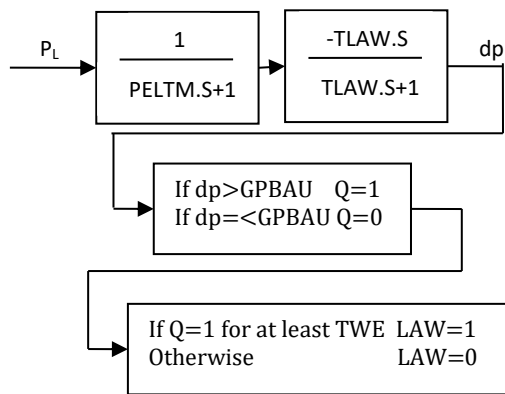 P_L
1
PELTM.S+1
-TLAW.S
TLAW.S+1
dp
If dp>GPBAU Q=1
If dp=<GPBAU Q=0
If Q=1 for at least TWE LAW=1
Otherwise LAW=0